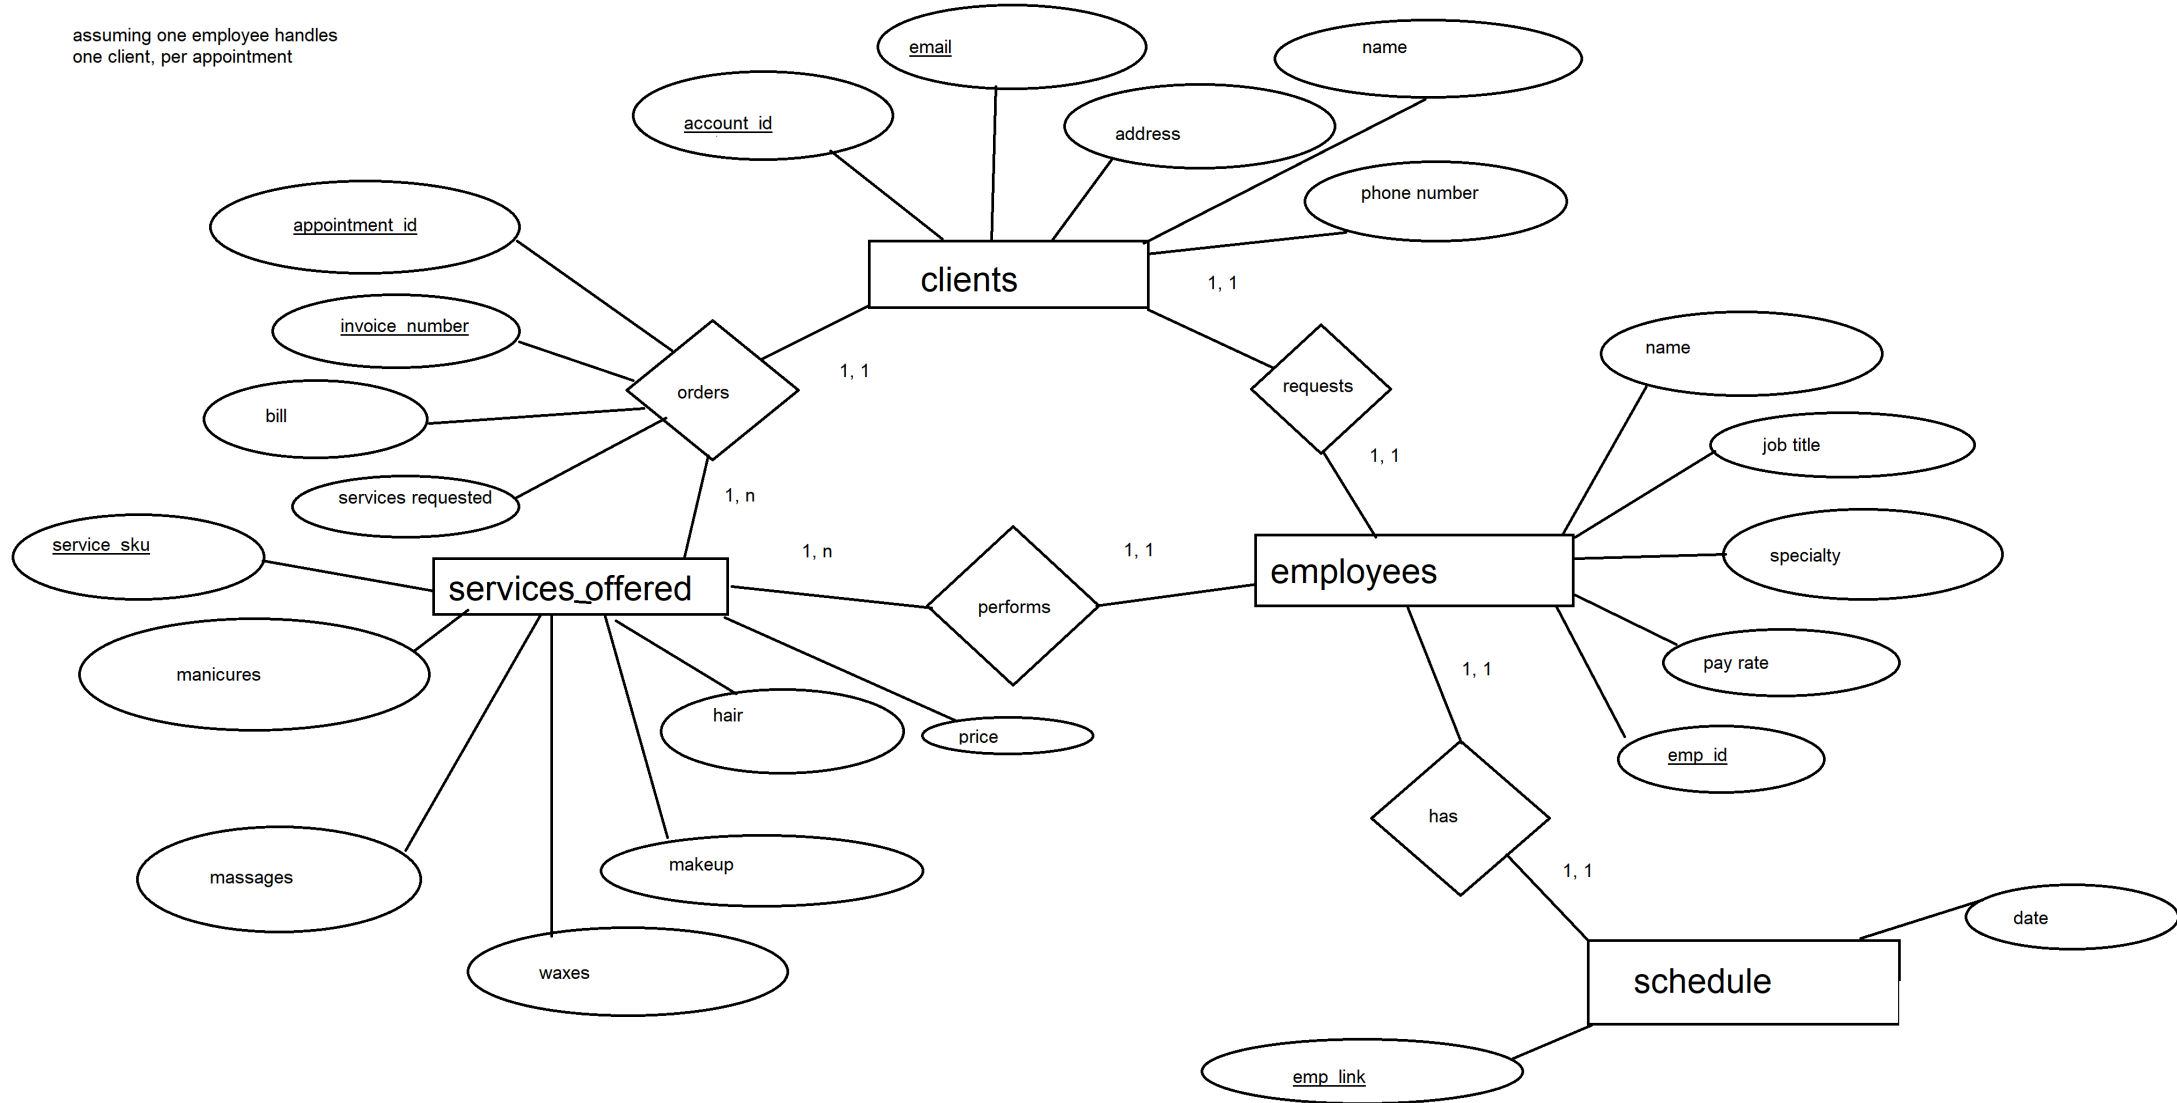 assuming one employee handles
one client, per appointment
email
name
account_id
address
phone number
appointment_id
clients
1, 1
invoice_number
name
orders
1, 1
requests
bill
job title
1, 1
services requested
1, n
service_sku
1, n
1, 1
specialty
services_offered
employees
performs
manicures
1, 1
pay rate
hair
price
emp_id
has
makeup
massages
1, 1
date
waxes
schedule
emp_link